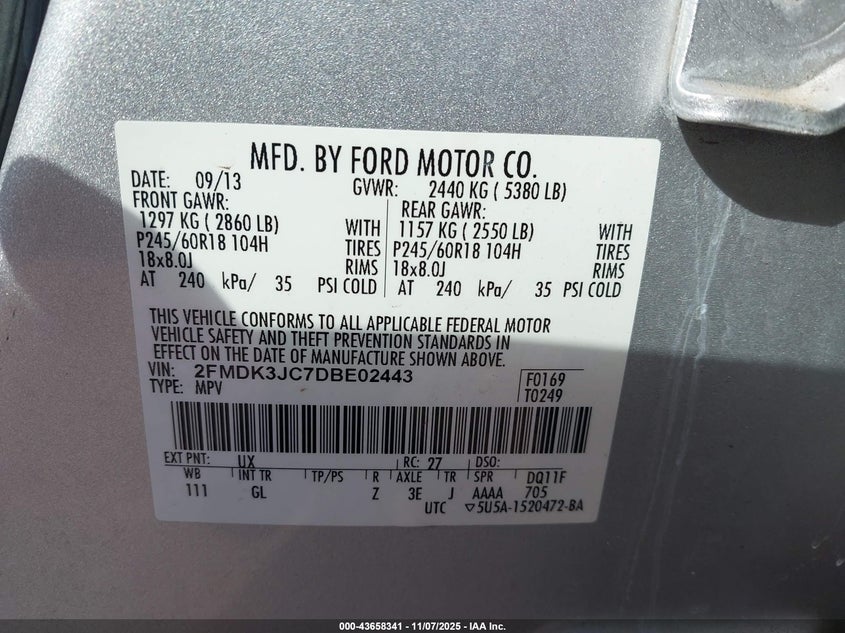 MFD. BY FORD MOTOR CO.
DATE: 09/13 GVWR: 2440 KG ( 5380 LB)
FRONT GAWR: REAR GAWR:
1297 KG ( 2860 LB) WITH 1157 KG ( 2550 LB) WITH
P245/60R18 104H TIRES P245/60R18 104H TIRES
18x8.0J RIMS 18x8.0J RIMS
AT 240 kPa/ 35 PSI COLD AT 240 kPa/ 35 PSI COLD
THIS VEHICLE CONFORMS TO ALL APPLICABLE FEDERAL MOTOR
VEHICLE SAFETY AND THEFT PREVENTION STANDARDS IN
EFFECT ON THE DATE OF MANUFACTURE SHOWN ABOVE.
VIN: 2FMDK3JC7DBE02443 F0169
TYPE: MPV T0249
EXT PNT: UX RC: 27 DSO:
WB INT TR TP/PS R AXLE TR SPR DQ11F
111 GL Z 3E J AAAA 705
UTC ▽5U5A-1520472-BA
000-43658341 - 11/07/2025 - IAA Inc.